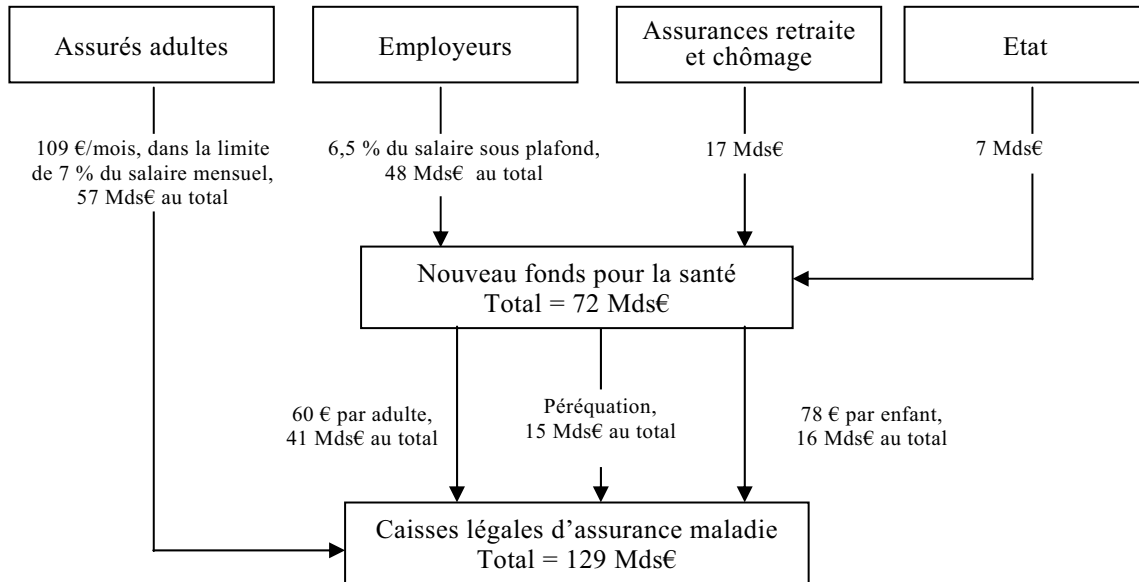 Assurés adultes
Employeurs
Assurances retraite
et chômage
Etat
109 €/mois, dans la limite
de 7 % du salaire mensuel,
57 Mds€ au total
6,5 % du salaire sous plafond,
48 Mds€ au total
17 Mds€
7 Mds€
Nouveau fonds pour la santé
Total = 72 Mds€
60 € par adulte,
41 Mds€ au total
Péréquation,
15 Mds€ au total
78 € par enfant,
16 Mds€ au total
Caisses légales d’assurance maladie
Total = 129 Mds€